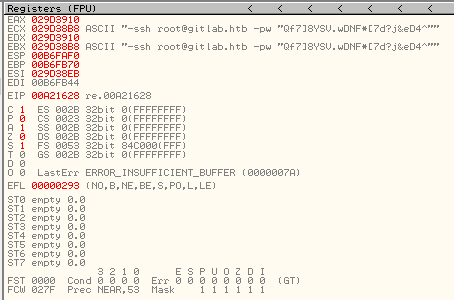 Registers (FPU) < < < < < <
EAX 029D3910
ECX 029D38B8 ASCII "-ssh root@gitlab.htb -pw "Qf7]8YSV.wDNF*[7d?j&eD4^"""
EDX 029D3910
EBX 029D38B8 ASCII "-ssh root@gitlab.htb -pw "Qf7]8YSV.wDNF*[7d?j&eD4^"""
ESP 00B6FAF0
EBP 00B6FB70
ESI 029D38EB
EDI 00B6FB44
EIP 00A21628 re.00A21628
C 1 ES 002B 32bit 0(FFFFFFFF)
P 0 CS 0023 32bit 0(FFFFFFFF)
A 1 SS 002B 32bit 0(FFFFFFFF)
Z 0 DS 002B 32bit 0(FFFFFFFF)
S 1 FS 0053 32bit 84C000(FFF)
T 0 GS 002B 32bit 0(FFFFFFFF)
D 0
O 0 LastErr ERROR_INSUFFICIENT_BUFFER (0000007A)
EFL 00000293 (NO,B,NE,BE,S,PO,L,LE)
ST0 empty 0.0
ST1 empty 0.0
ST2 empty 0.0
ST3 empty 0.0
ST4 empty 0.0
ST5 empty 0.0
ST6 empty 0.0
ST7 empty 0.0
3 2 1 0 E S P U O Z D I
FST 0000 Cond 0 0 0 0 Err 0 0 0 0 0 0 0 0 (GT)
FCW 027F Prec NEAR,53 Mask 1 1 1 1 1 1